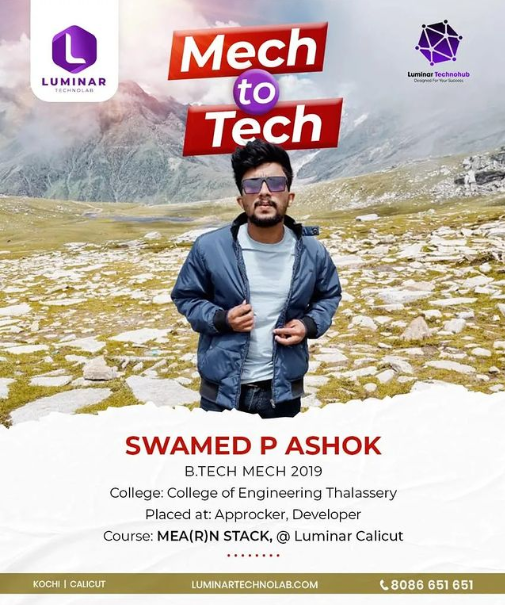 LUMINAR
TECHNOLAB
Mech
to
Tech
Luminar Technohub
Designed For Your Success
SWAMED P ASHOK
B.TECH MECH 2019
College: College of Engineering Thalassery
Placed at: Approcker, Developer
Course: MEA(R)N STACK, @ Luminar Calicut
KOCHI | CALICUT
LUMINARTECHNOLAB.COM
8086 651 651